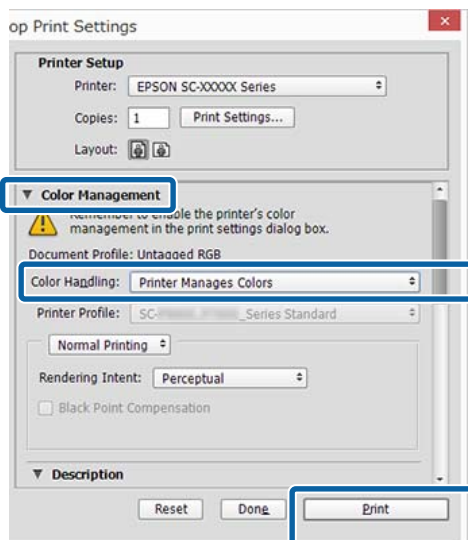 op Print Settings
Printer Setup
Printer: EPSON SC-XXXXX Series
Copies: 1 Print Settings...
Layout:
Color Management
Remember to enable the printer's color
management in the print settings dialog box.
Document Profile: Untagged RGB
Color Handling: Printer Manages Colors
Printer Profile: SC- _Series Standard
Normal Printing
Rendering Intent: Perceptual
Black Point Compensation
Description
Reset Done Print